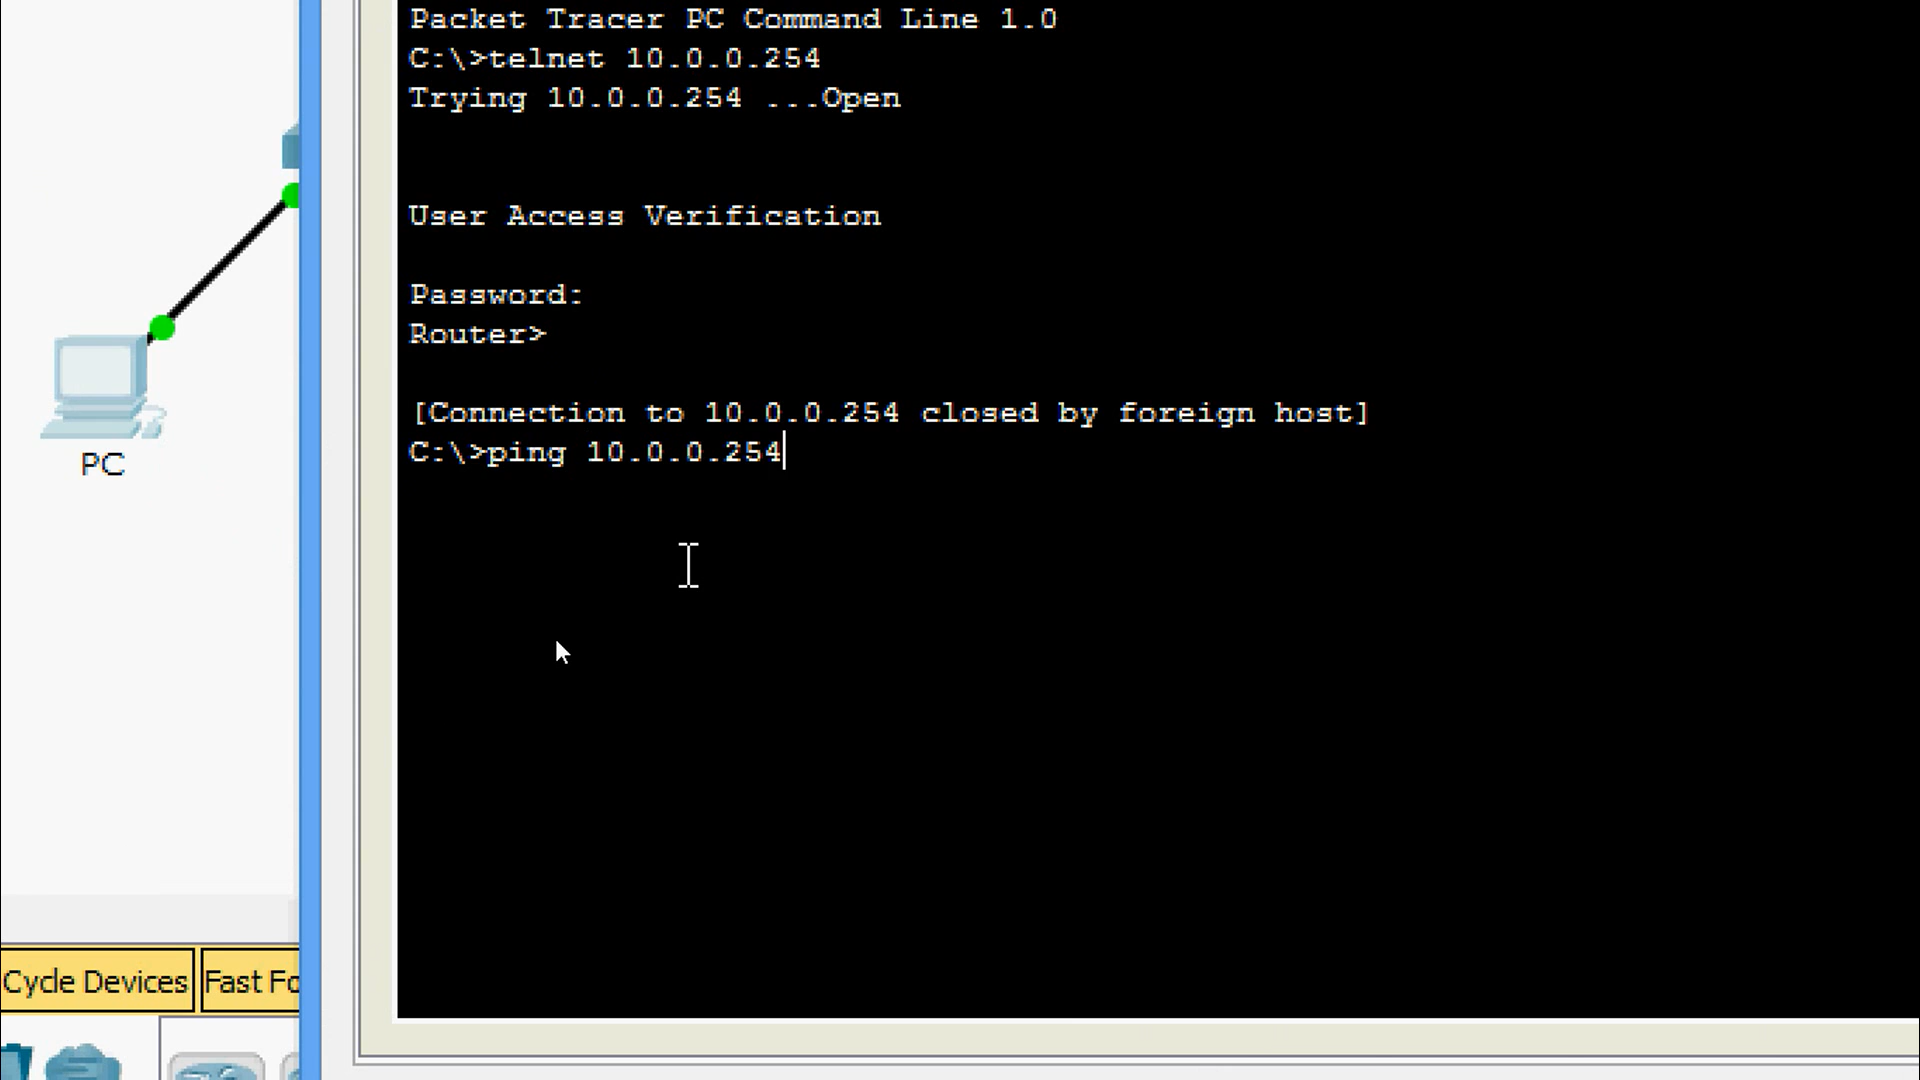 Packet Tracer PC Command Line 1.0
C:\>telnet 10.0.0.254
Trying 10.0.0.254 ...Open
User Access Verification
Password:
Router>
[Connection to 10.0.0.254 closed by foreign host]
C:\>ping 10.0.0.254
PC
Cycle Devices
Fast Fo